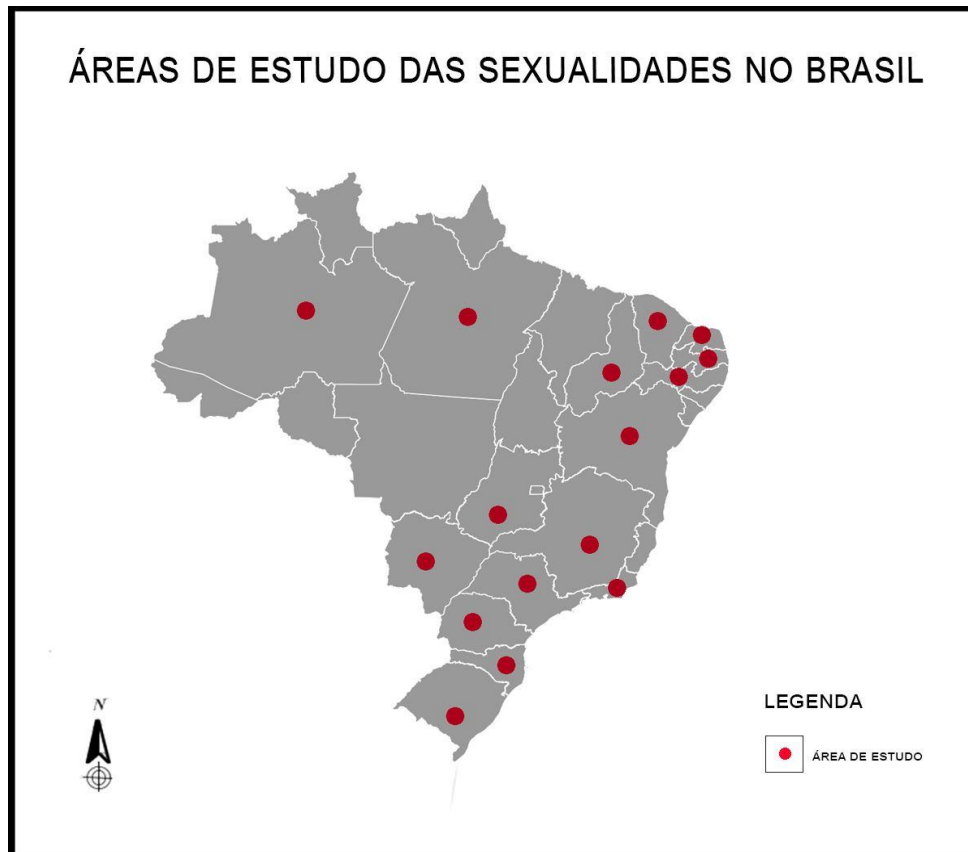 ÁREAS DE ESTUDO DAS SEXUALIDADES NO BRASIL
N
LEGENDA
ÁREA DE ESTUDO